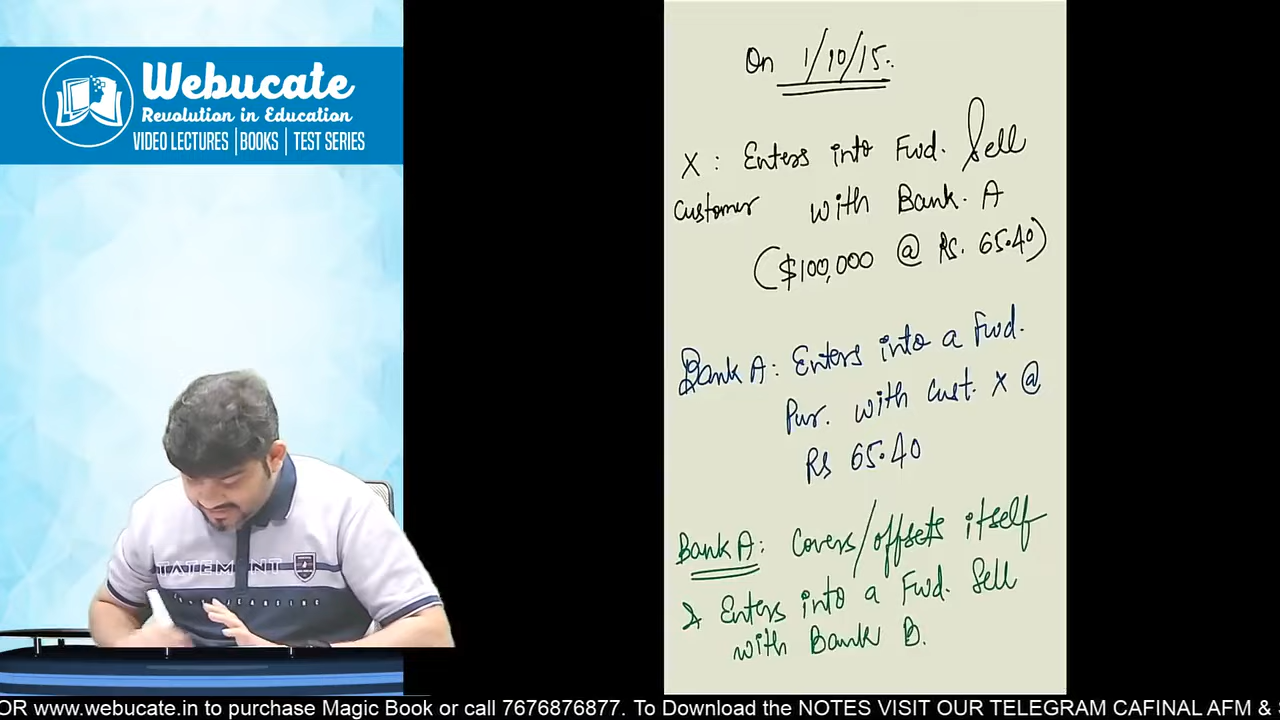 Webucate
Revolution in Education
VIDEO LECTURES | BOOKS | TEST SERIES
On 1/10/15.
X : Enters into Fwd. Sell
Customer with Bank. A
($100,000 @ Rs. 65.40)
Bank A: Enters into a Fwd.
Pur. with Cust. X @
Rs 65.40
Bank A: Covers/offsets itself
& Enters into a Fwd. Sell
with Bank B.
TATEMENT
OR www.webucate.in to purchase Magic Book or call 7676876877. To Download the NOTES VISIT OUR TELEGRAM CAFINAL AFM &